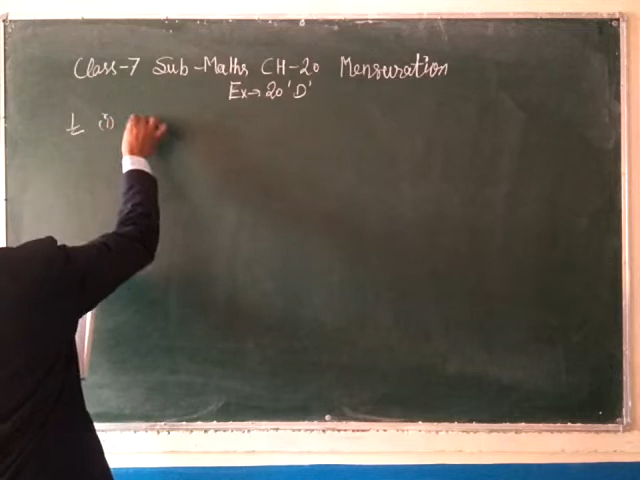 Class-7 Sub-Maths CH-20 Mensuration
Ex→20 'D'
1 (i)